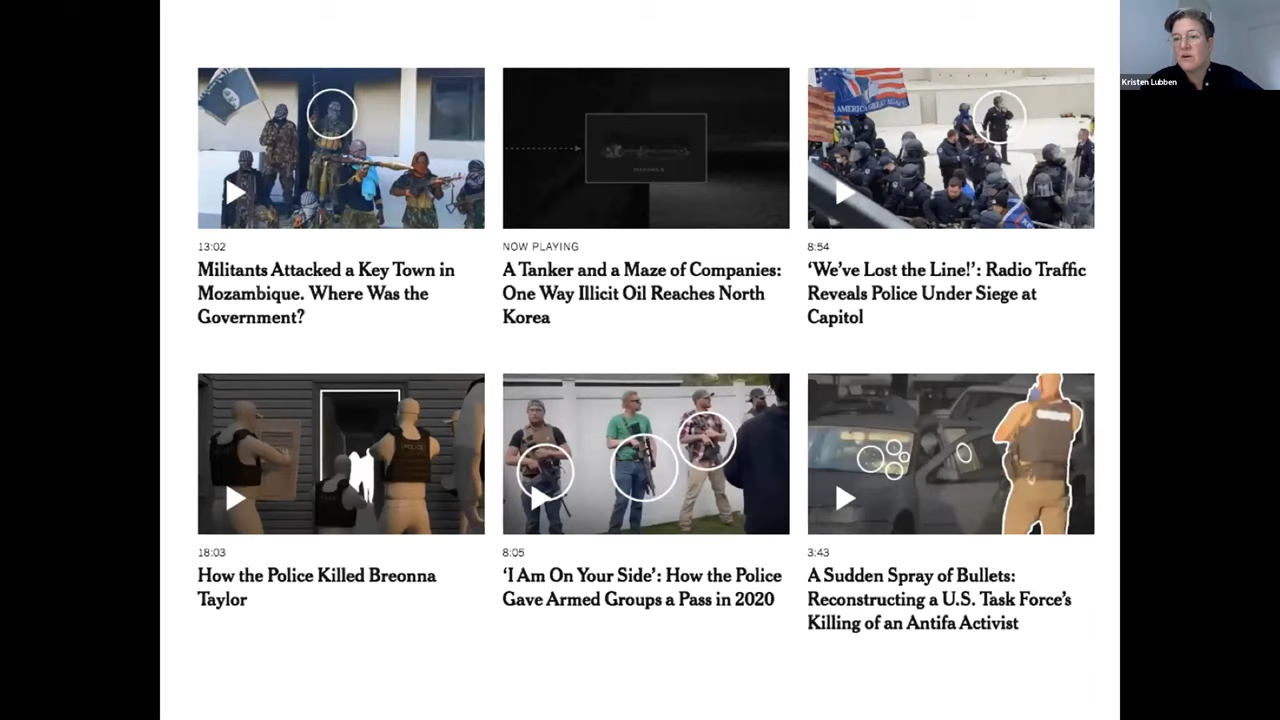 Kristen Lubben
AMERICA GREAT AGAIN
13:02
Militants Attacked a Key Town in
Mozambique. Where Was the
Government?
NOW PLAYING
A Tanker and a Maze of Companies:
One Way Illicit Oil Reaches North
Korea
8:54
‘We’ve Lost the Line!’: Radio Traffic
Reveals Police Under Siege at
Capitol
POLICE
18:03
How the Police Killed Breonna
Taylor
8:05
‘I Am On Your Side’: How the Police
Gave Armed Groups a Pass in 2020
3:43
A Sudden Spray of Bullets:
Reconstructing a U.S. Task Force’s
Killing of an Antifa Activist